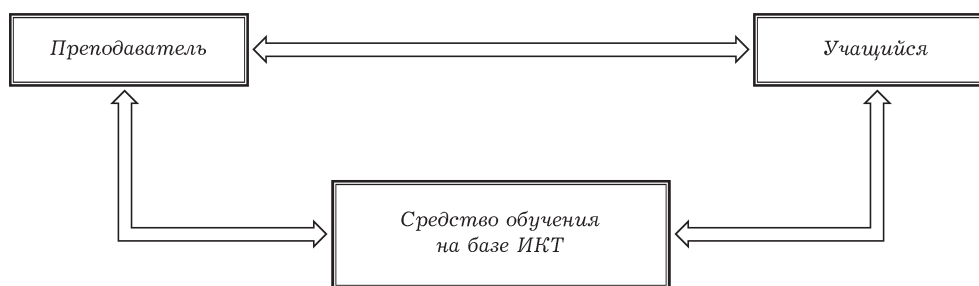 Преподаватель
Учащийся
Средство обучения
на базе ИКТ